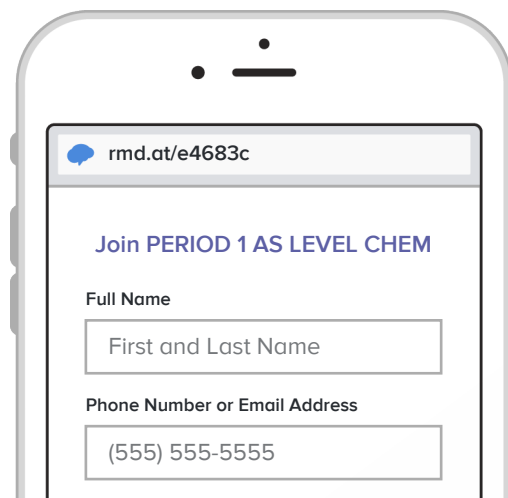 rmd.at/e4683c
Join PERIOD 1 AS LEVEL CHEM
Full Name
First and Last Name
Phone Number or Email Address
(555) 555-5555